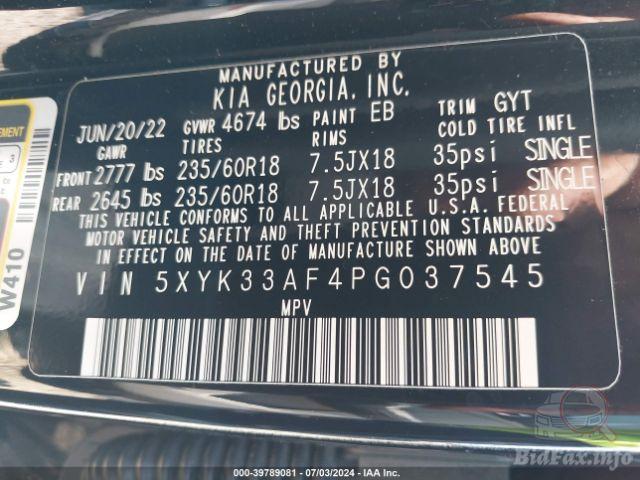 MANUFACTURED BY
KIA GEORGIA, INC.
JUN/20/22 GVWR 4674 lbs PAINT EB TRIM GYT
GAWR TIRES RIMS COLD TIRE INFL
FRONT 2777 lbs 235/60R18 7.5JX18 35psi SINGLE
REAR 2645 lbs 235/60R18 7.5JX18 35psi SINGLE
THIS VEHICLE CONFORMS TO ALL APPLICABLE U.S.A. FEDERAL
MOTOR VEHICLE SAFETY AND THEFT PREVENTION STANDARDS
IN EFFECT ON THE DATE OF MANUFACTURE SHOWN ABOVE
VIN 5XYK33AF4PG037545
MPV
W410
3
000-39789081 - 07/03/2024 - IAA Inc.
BidFax.info